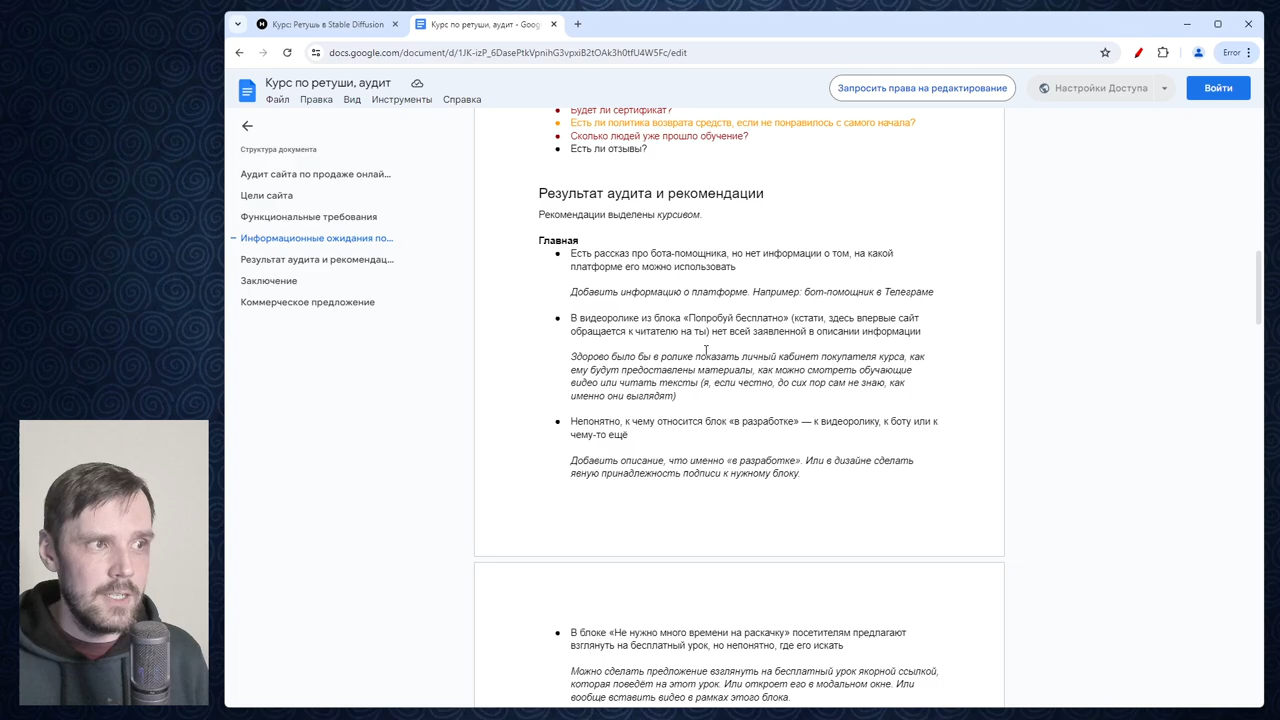 Курс: Ретушь в Stable Diffusion
Курс по ретуши, аудит - Goog
docs.google.com/document/d/1JK-izP_6DasePtkVpnihG3vpxiB2tOAk3h0tfU4W5Fc/edit
Error
Курс по ретуши, аудит
Файл Правка Вид Инструменты Справка
Запросить права на редактирование
Настройки Доступа
Войти
Структура документа
Аудит сайта по продаже онлай...
Цели сайта
Функциональные требования
Информационные ожидания по...
Результат аудита и рекомендац...
Заключение
Коммерческое предложение
Будет ли сертификат?
Есть ли политика возврата средств, если не понравилось с самого начала?
Сколько людей уже прошло обучение?
Есть ли отзывы?
Результат аудита и рекомендации
Рекомендации выделены курсивом.
Главная
Есть рассказ про бота-помощника, но нет информации о том, на какой
платформе его можно использовать
Добавить информацию о платформе. Например: бот-помощник в Телеграме
В видеоролике из блока «Попробуй бесплатно» (кстати, здесь впервые сайт
обращается к читателю на ты) нет всей заявленной в описании информации
Здорово было бы в ролике показать личный кабинет покупателя курса, как
ему будут предоставлены материалы, как можно смотреть обучающие
видео или читать тексты (я, если честно, до сих пор сам не знаю, как
именно они выглядят)
Непонятно, к чему относится блок «в разработке» — к видеоролику, к боту или к
чему-то ещё
Добавить описание, что именно «в разработке». Или в дизайне сделать
явную принадлежность подписи к нужному блоку.
В блоке «Не нужно много времени на раскачку» посетителям предлагают
взглянуть на бесплатный урок, но непонятно, где его искать
Можно сделать предложение взглянуть на бесплатный урок якорной ссылкой,
которая поведёт на этот урок. Или откроет его в модальном окне. Или
вообще вставить видео в рамках этого блока.